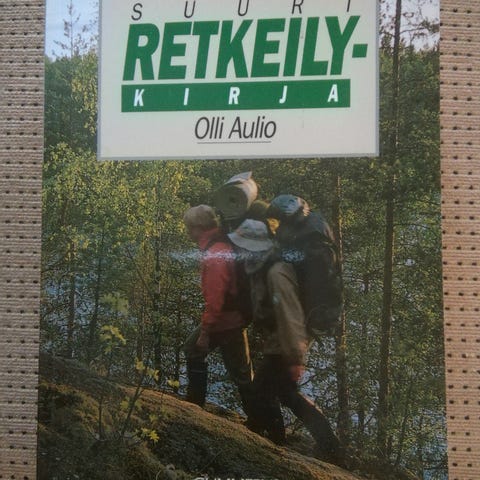 SUURI
RETKEILY-
KIRJA
Olli Aulio